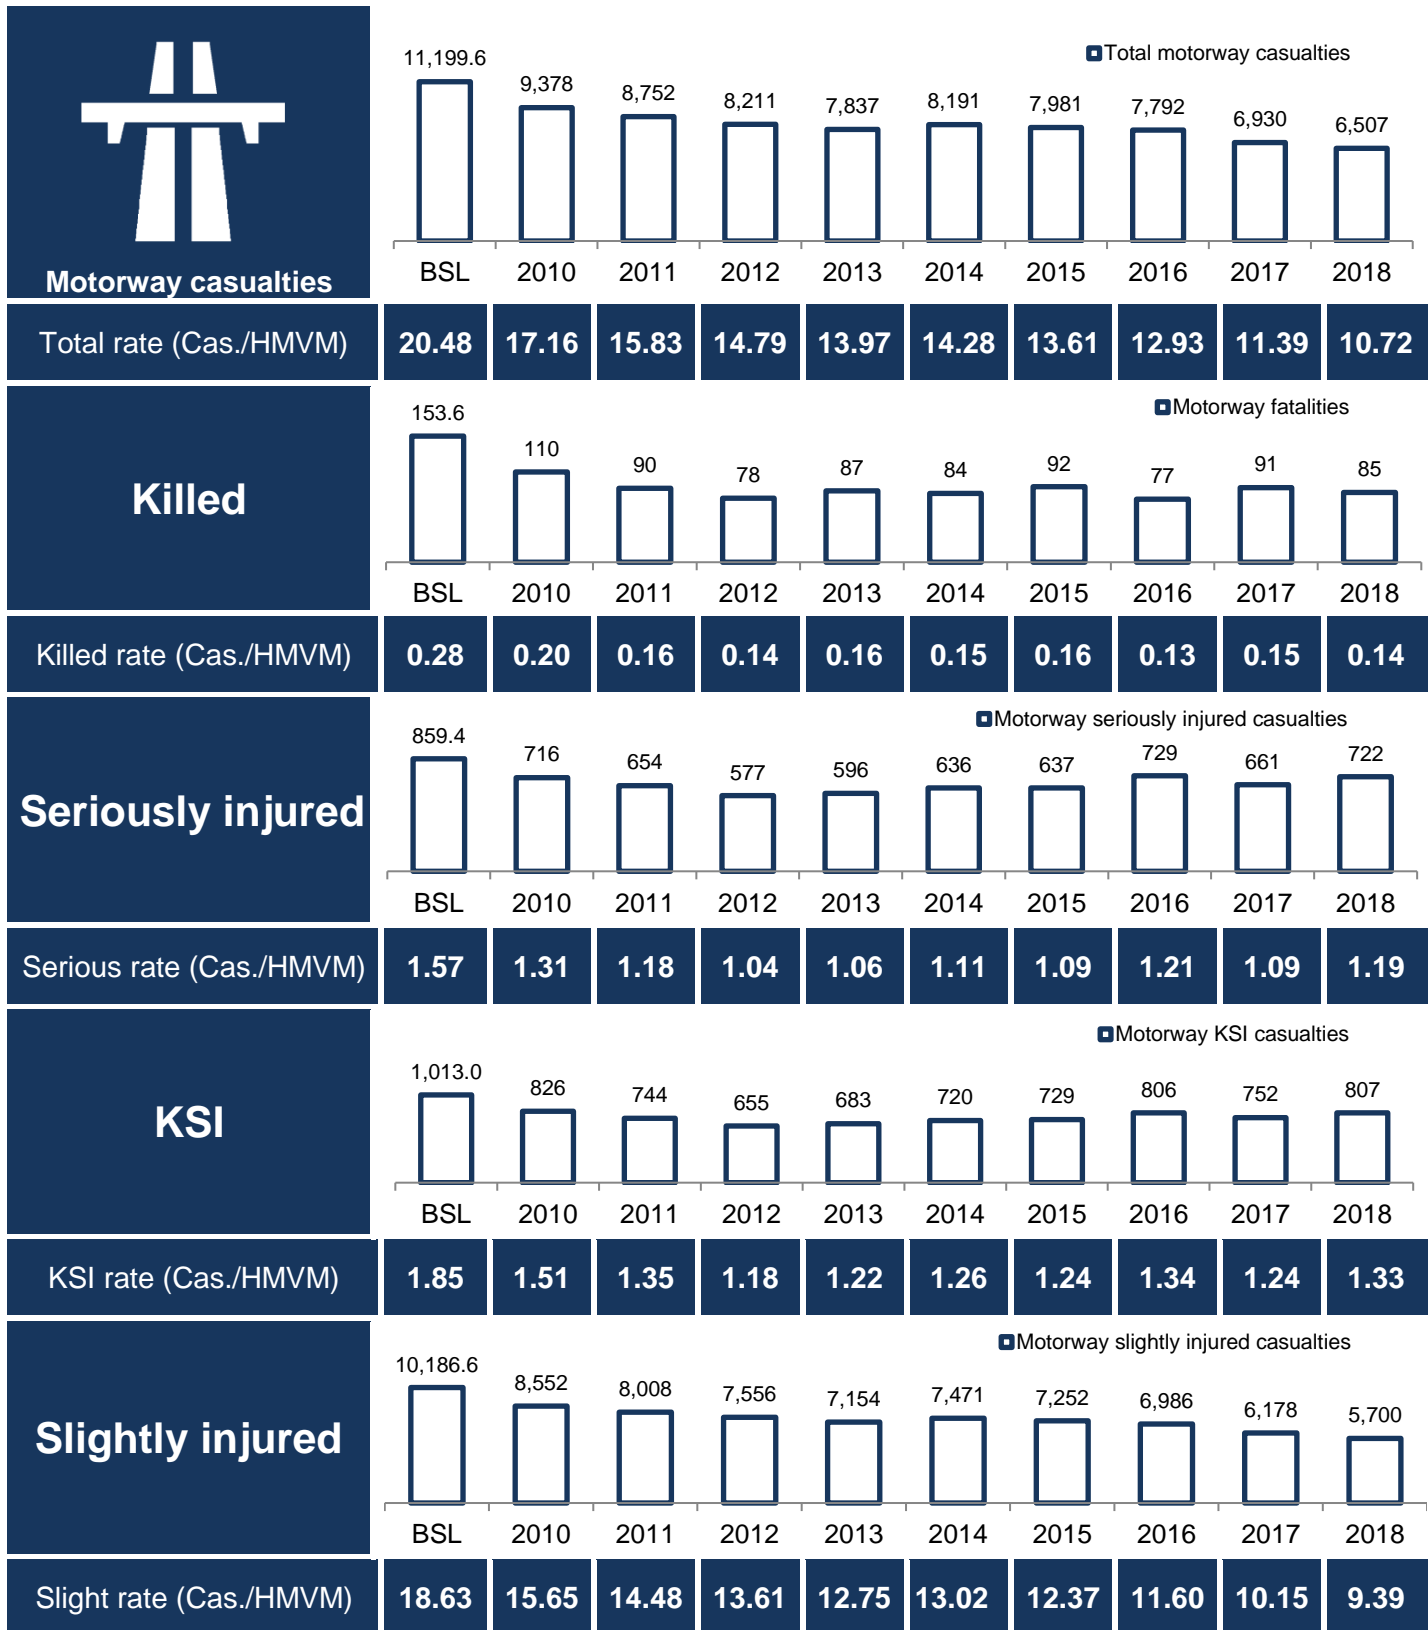 Motorway casualties
Total motorway casualties
11,199.6 9,378 8,752 8,211 7,837 8,191 7,981 7,792 6,930 6,507
BSL 2010 2011 2012 2013 2014 2015 2016 2017 2018
Total rate (Cas./HMVM) 20.48 17.16 15.83 14.79 13.97 14.28 13.61 12.93 11.39 10.72
Killed
Motorway fatalities
153.6 110 90 78 87 84 92 77 91 85
BSL 2010 2011 2012 2013 2014 2015 2016 2017 2018
Killed rate (Cas./HMVM) 0.28 0.20 0.16 0.14 0.16 0.15 0.16 0.13 0.15 0.14
Seriously injured
Motorway seriously injured casualties
859.4 716 654 577 596 636 637 729 661 722
BSL 2010 2011 2012 2013 2014 2015 2016 2017 2018
Serious rate (Cas./HMVM) 1.57 1.31 1.18 1.04 1.06 1.11 1.09 1.21 1.09 1.19
KSI
Motorway KSI casualties
1,013.0 826 744 655 683 720 729 806 752 807
BSL 2010 2011 2012 2013 2014 2015 2016 2017 2018
KSI rate (Cas./HMVM) 1.85 1.51 1.35 1.18 1.22 1.26 1.24 1.34 1.24 1.33
Slightly injured
Motorway slightly injured casualties
10,186.6 8,552 8,008 7,556 7,154 7,471 7,252 6,986 6,178 5,700
BSL 2010 2011 2012 2013 2014 2015 2016 2017 2018
Slight rate (Cas./HMVM) 18.63 15.65 14.48 13.61 12.75 13.02 12.37 11.60 10.15 9.39